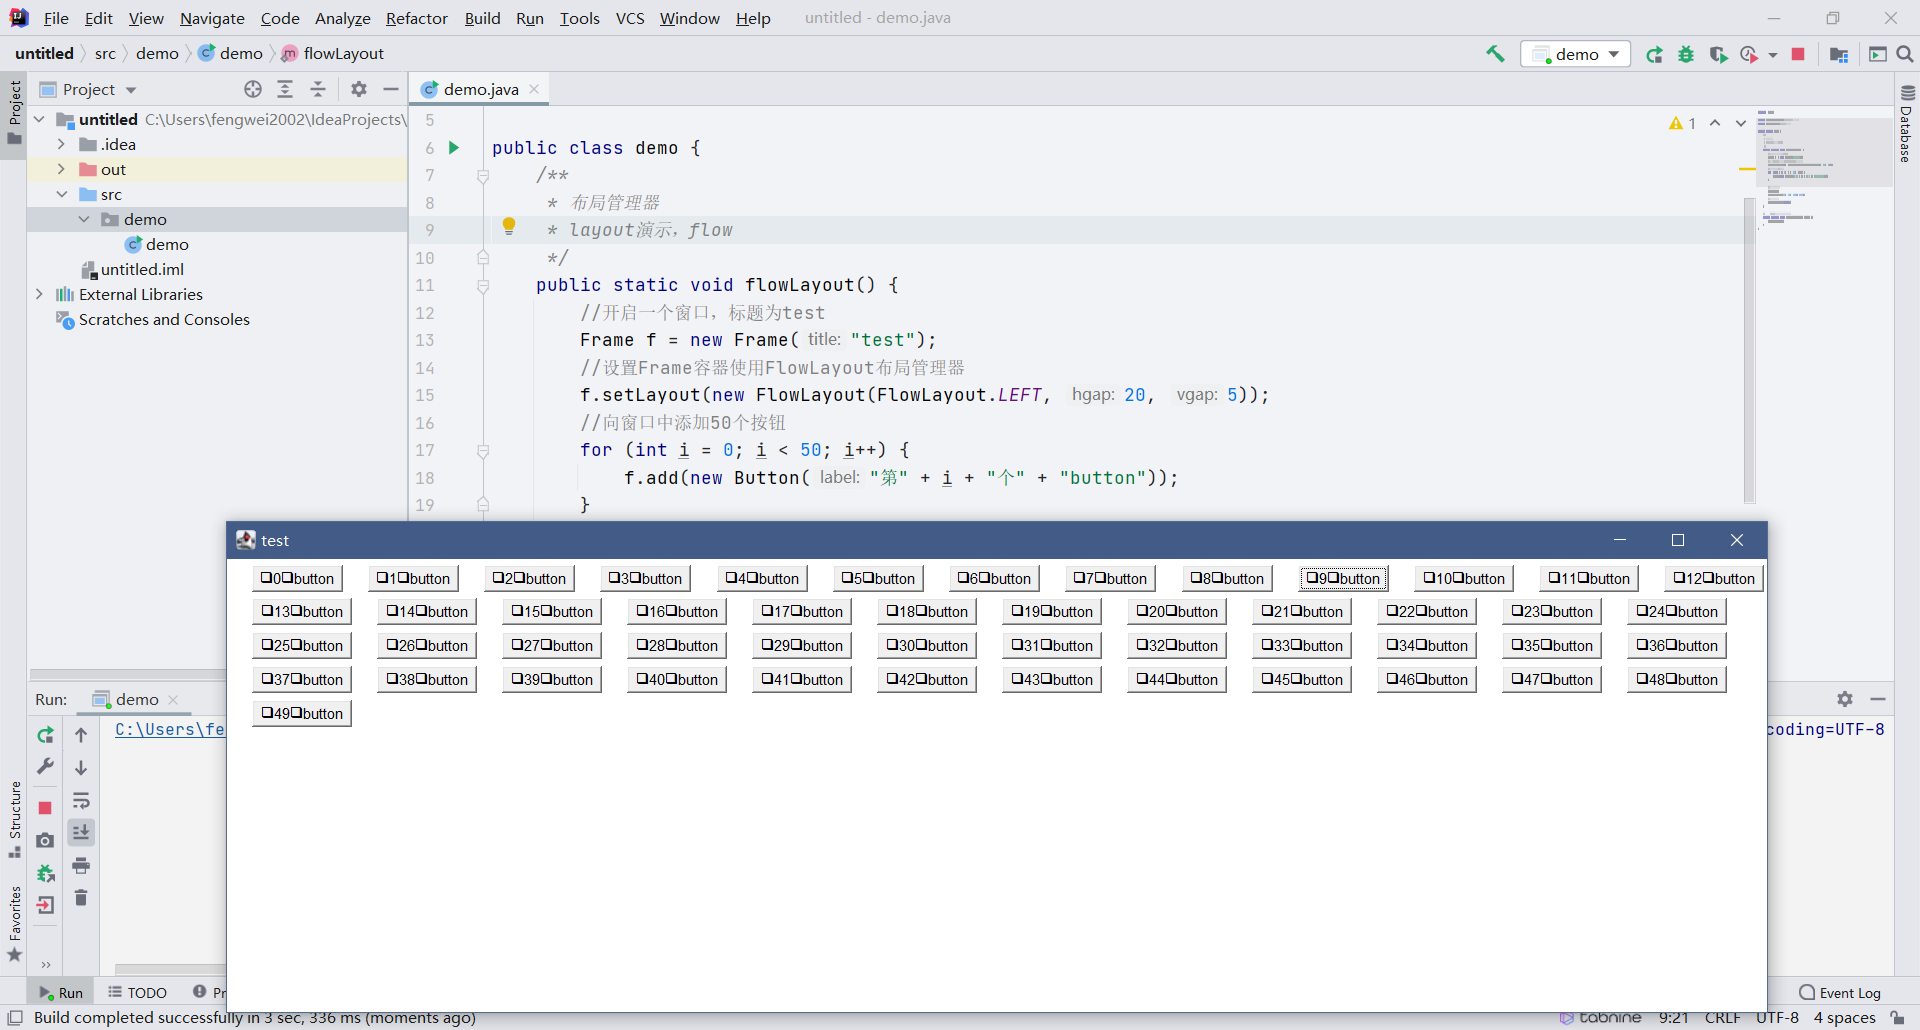 File Edit View Navigate Code Analyze Refactor Build Run Tools VCS Window Help untitled - demo.java
untitled src demo demo flowLayout
demo
Project
Project
demo.java
Database
untitled C:\Users\fengwei2002\IdeaProjects\
.idea
out
src
demo
demo
untitled.iml
External Libraries
Scratches and Consoles
1
5
6 public class demo {
7 /**
8 * 布局管理器
9 * layout演示，flow
10 */
11 public static void flowLayout() {
12 //开启一个窗口，标题为test
13 Frame f = new Frame( title: "test");
14 //设置Frame容器使用FlowLayout布局管理器
15 f.setLayout(new FlowLayout(FlowLayout.LEFT, hgap: 20, vgap: 5));
16 //向窗口中添加50个按钮
17 for (int i = 0; i < 50; i++) {
18 f.add(new Button( label: "第" + i + "个" + "button"));
19 }
test
❑0❑button ❑1❑button ❑2❑button ❑3❑button ❑4❑button ❑5❑button ❑6❑button ❑7❑button ❑8❑button ❑9❑button ❑10❑button ❑11❑button ❑12❑button
❑13❑button ❑14❑button ❑15❑button ❑16❑button ❑17❑button ❑18❑button ❑19❑button ❑20❑button ❑21❑button ❑22❑button ❑23❑button ❑24❑button
❑25❑button ❑26❑button ❑27❑button ❑28❑button ❑29❑button ❑30❑button ❑31❑button ❑32❑button ❑33❑button ❑34❑button ❑35❑button ❑36❑button
❑37❑button ❑38❑button ❑39❑button ❑40❑button ❑41❑button ❑42❑button ❑43❑button ❑44❑button ❑45❑button ❑46❑button ❑47❑button ❑48❑button
❑49❑button
Run: demo
C:\Users\fe
coding=UTF-8
Structure
Favorites
Run TODO Pr
Event Log
Build completed successfully in 3 sec, 336 ms (moments ago)
tabnine 9:21 CRLF UTF-8 4 spaces